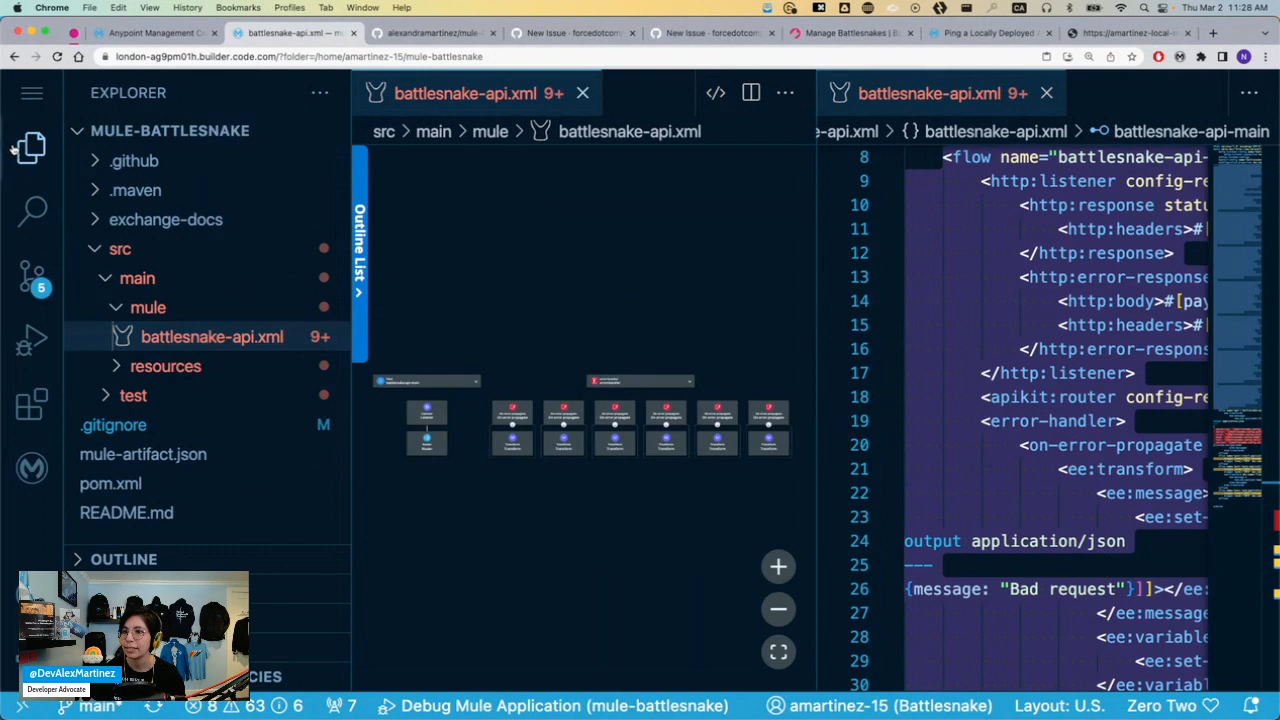 Chrome File Edit View History Bookmarks Profiles Tab Window Help
Thu Mar 2 11:28 AM
Anypoint Management C
battlesnake-api.xml — mu
alexandramartinez/mule-
New Issue · forcedotcom
New Issue · forcedotcom
Manage Battlesnakes | Ba
Ping a Locally Deployed A
https://amartinez-local-
london-ag9pm01h.builder.code.com/?folder=/home/amartinez-15/mule-battlesnake
EXPLORER
MULE-BATTLESNAKE
.github
.maven
exchange-docs
src
main
mule
battlesnake-api.xml 9+
resources
test
.gitignore M
mule-artifact.json
pom.xml
README.md
OUTLINE
CIES
5
battlesnake-api.xml 9+
src > main > mule > battlesnake-api.xml
Outline List >
battlesnake-api.xml 9+
e-api.xml > {} battlesnake-api.xml > battlesnake-api-main
8 <flow name="battlesnake-api-
9 <http:listener config-re
10 <http:response statu
11 <http:headers>#[
12 </http:response>
13 <http:error-response
14 <http:body>#[pay
15 <http:headers>#[
16 </http:error-response
17 </http:listener>
18 <apikit:router config-re
19 <error-handler>
20 <on-error-propagate
21 <ee:transform>
22 <ee:message>
23 <ee:set-
24 output application/json
25 ---
26 {message: "Bad request"}]]></ee:
27 </ee:message
28 <ee:variable
29 <ee:set-
30 </ee:variabl
@DevAlexMartinez
Developer Advocate
main* 8 63 6 7 Debug Mule Application (mule-battlesnake) amartinez-15 (Battlesnake) Layout: U.S. Zero Two